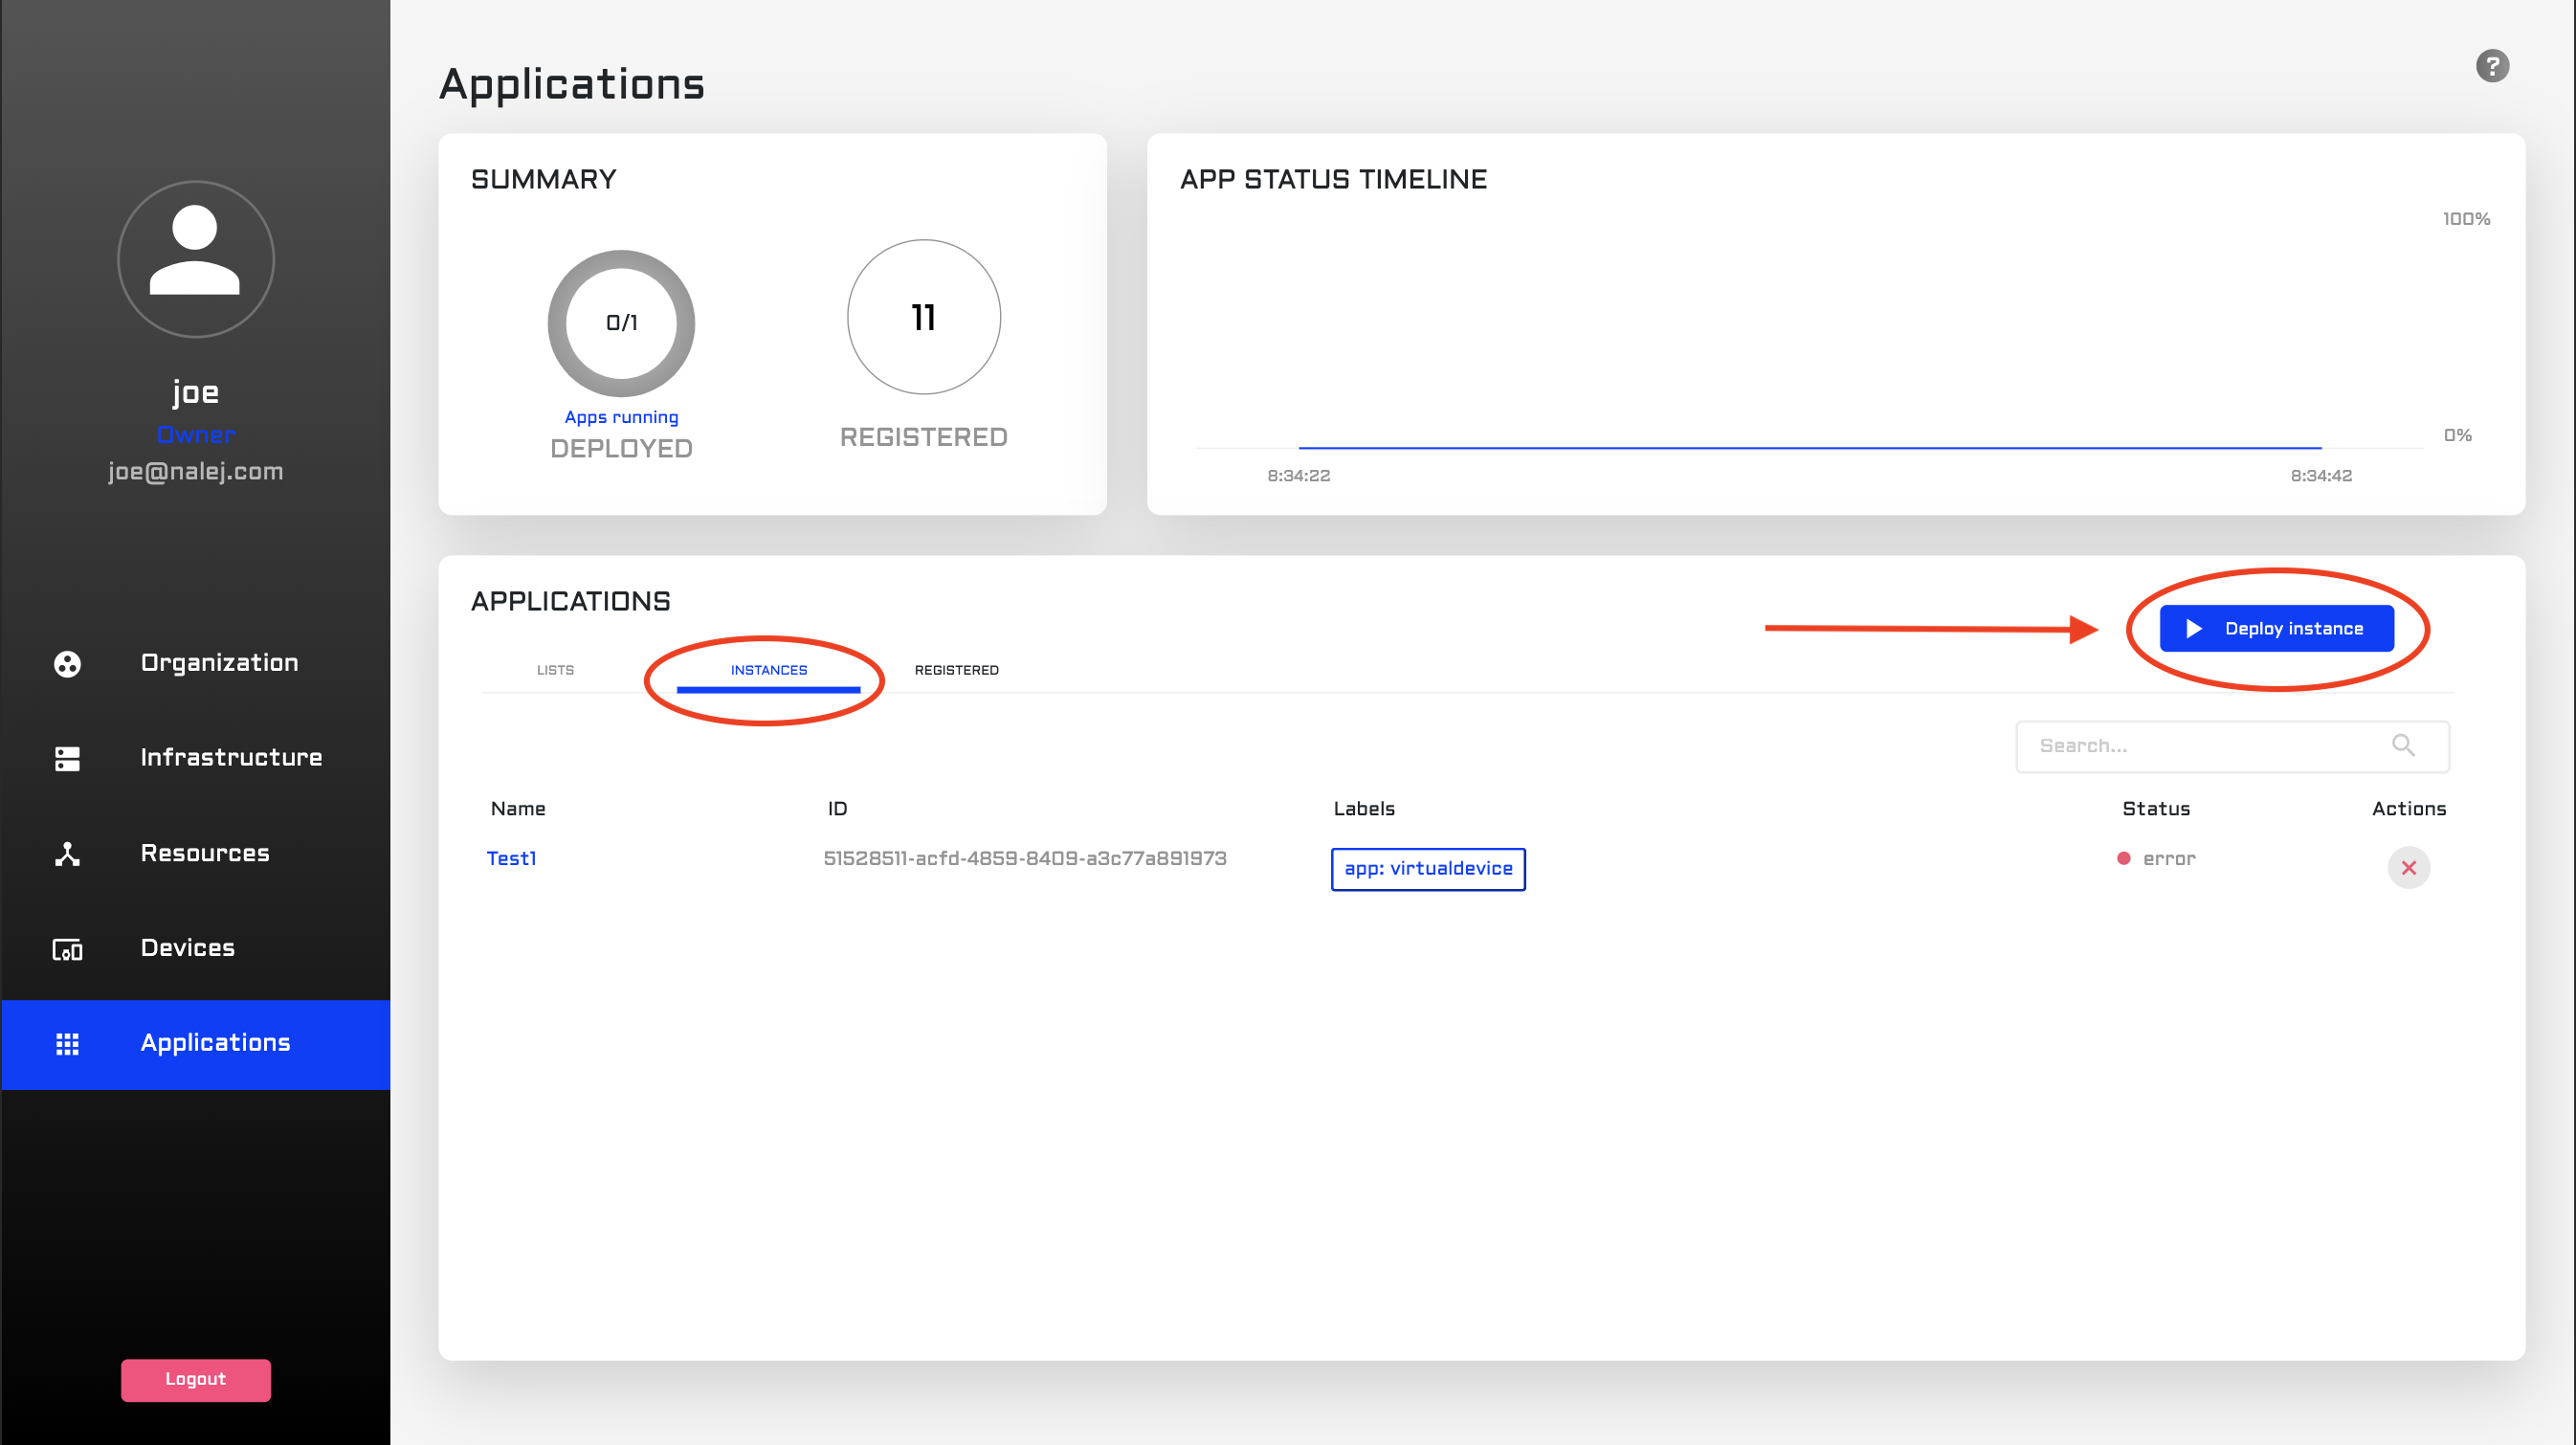 joe
Owner
joe@nalej.com
Organization
Infrastructure
Resources
Devices
Applications
Logout
Applications
?
SUMMARY
0/1
Apps running
DEPLOYED
11
REGISTERED
APP STATUS TIMELINE
100%
0%
8:34:22 8:34:42
APPLICATIONS
Deploy instance
LISTS INSTANCES REGISTERED
Search...
Name ID Labels Status Actions
Test1 51528511-acfd-4859-8409-a3c77a891973 app: virtualdevice error